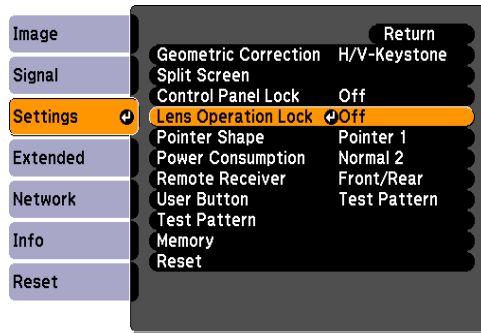 Image
Signal
Settings
Extended
Network
Info
Reset
Return
Geometric Correction H/V-Keystone
Split Screen
Control Panel Lock Off
Lens Operation Lock Off
Pointer Shape Pointer 1
Power Consumption Normal 2
Remote Receiver Front/Rear
User Button Test Pattern
Test Pattern
Memory
Reset